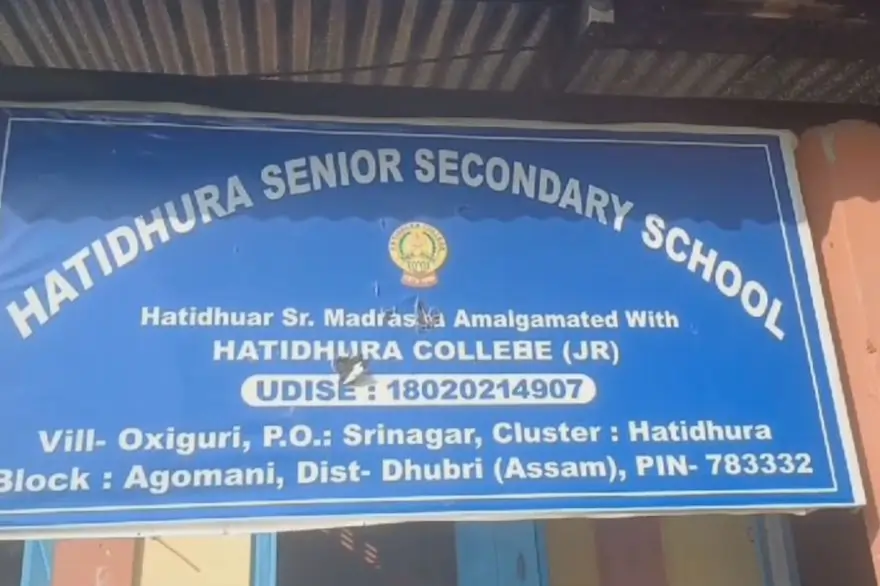 HATIDHURA SENIOR SECONDARY SCHOOL
Hatidhuar Sr. Madrassa Amalgamated With
HATIDHURA COLLEGE (JR)
UDISE : 18020214907
Vill- Oxiguri, P.O.: Srinagar, Cluster : Hatidhura
Block : Agomani, Dist- Dhubri (Assam), PIN- 783332